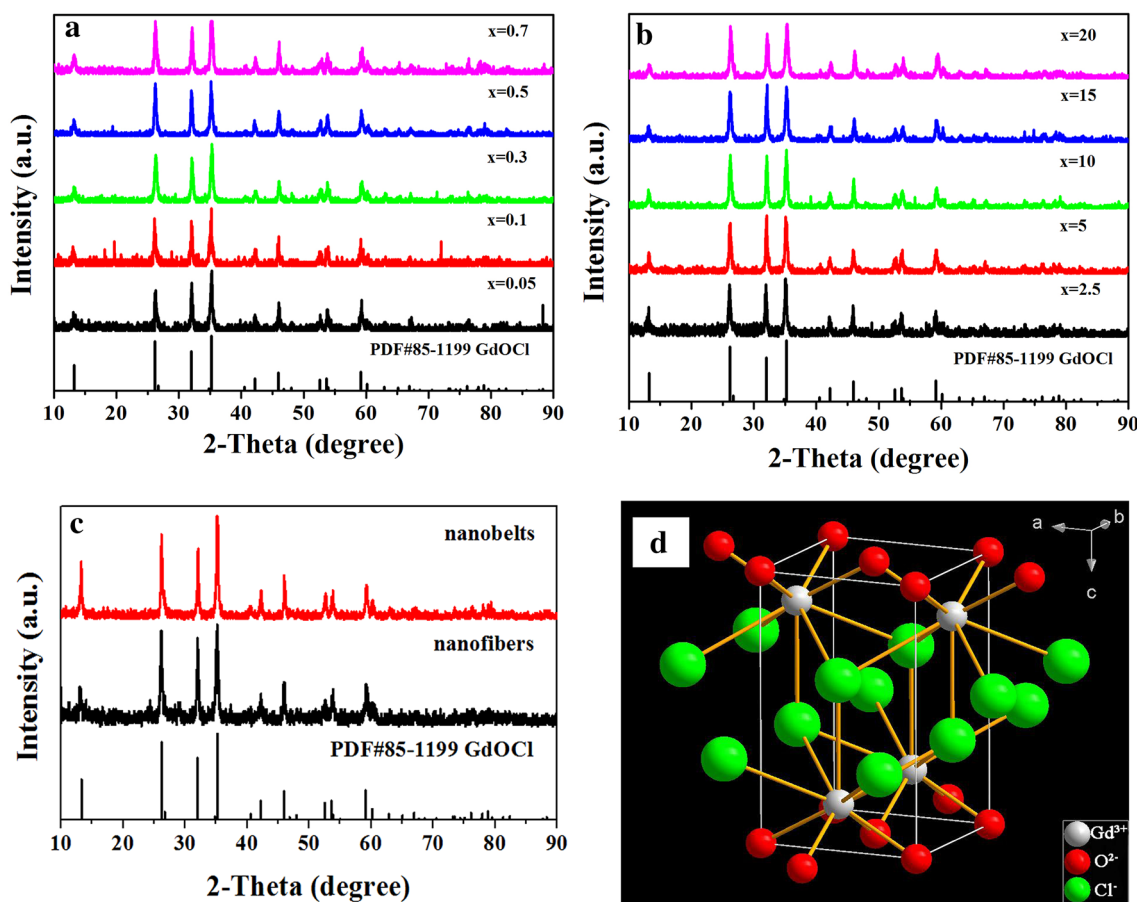 a
x=0.7
x=0.5
x=0.3
x=0.1
x=0.05
PDF#85-1199 GdOCl
Intensity (a.u.)
10 20 30 40 50 60 70 80 90
2-Theta (degree)
b
x=20
x=15
x=10
x=5
x=2.5
PDF#85-1199 GdOCl
Intensity (a.u.)
10 20 30 40 50 60 70 80 90
2-Theta (degree)
c
nanobelts
nanofibers
PDF#85-1199 GdOCl
Intensity (a.u.)
10 20 30 40 50 60 70 80 90
2-Theta (degree)
d
a b
c
Gd³⁺
O²⁻
Cl⁻